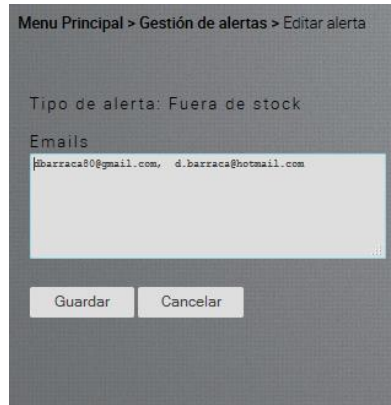 Menu Principal > Gestión de alertas > Editar alerta
Tipo de alerta: Fuera de stock
Emails
dbarraca80@gmail.com, d.barraca@hotmail.com
Guardar Cancelar